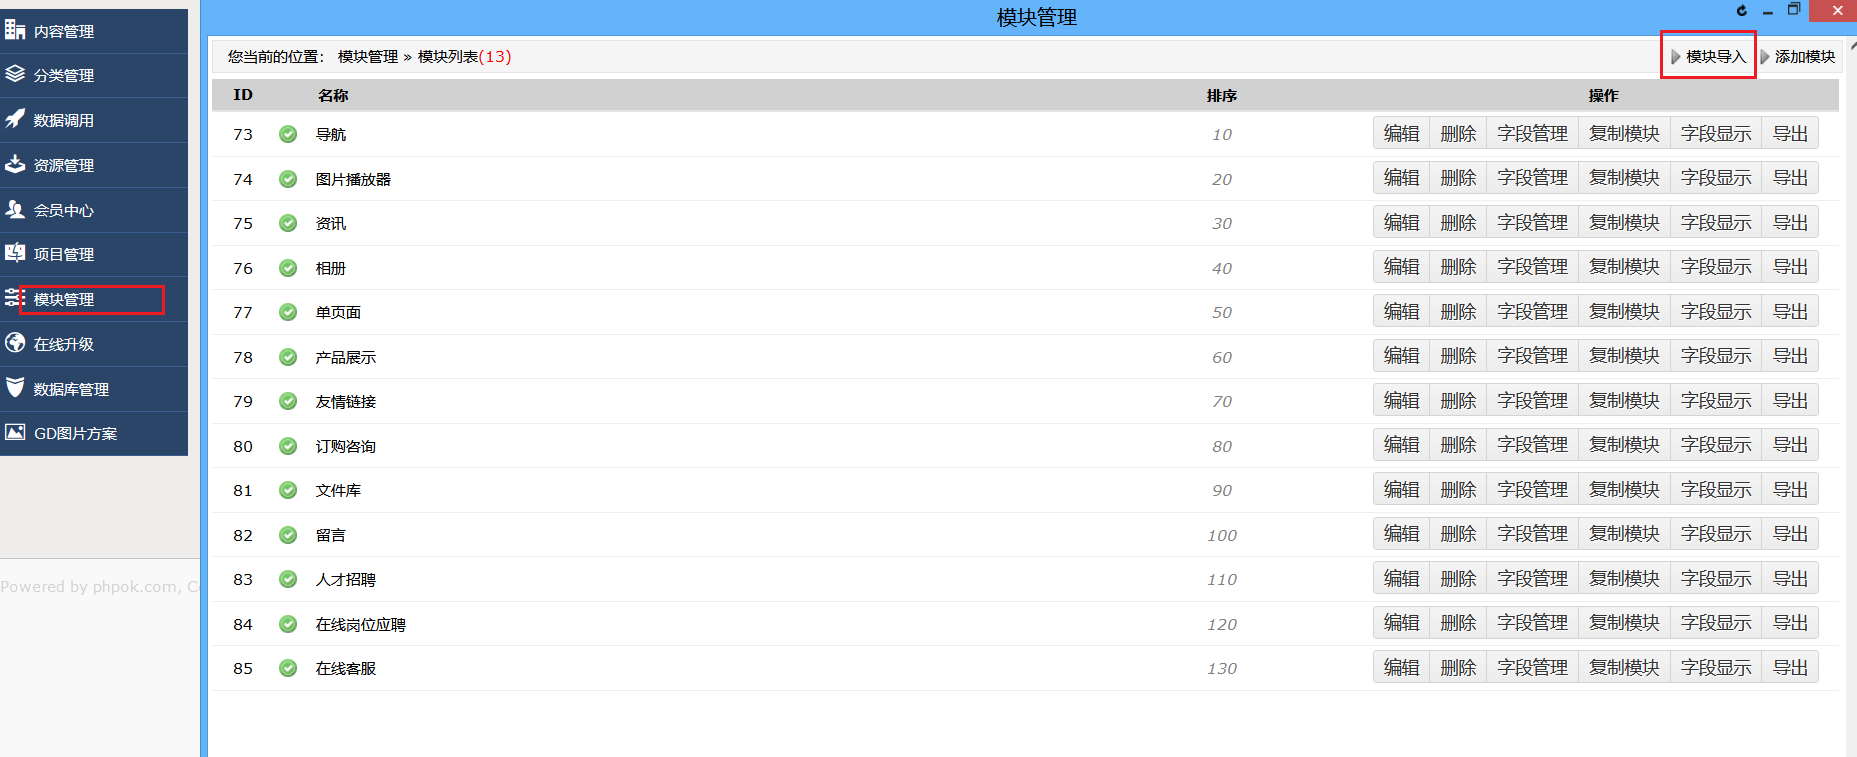 模块管理
内容管理
分类管理
数据调用
资源管理
会员中心
项目管理
模块管理
在线升级
数据库管理
GD图片方案
Powered by phpok.com, C
您当前的位置： 模块管理 » 模块列表(13)
模块导入 添加模块
ID 名称 排序 操作
73 导航 10 编辑 删除 字段管理 复制模块 字段显示 导出
74 图片播放器 20 编辑 删除 字段管理 复制模块 字段显示 导出
75 资讯 30 编辑 删除 字段管理 复制模块 字段显示 导出
76 相册 40 编辑 删除 字段管理 复制模块 字段显示 导出
77 单页面 50 编辑 删除 字段管理 复制模块 字段显示 导出
78 产品展示 60 编辑 删除 字段管理 复制模块 字段显示 导出
79 友情链接 70 编辑 删除 字段管理 复制模块 字段显示 导出
80 订购咨询 80 编辑 删除 字段管理 复制模块 字段显示 导出
81 文件库 90 编辑 删除 字段管理 复制模块 字段显示 导出
82 留言 100 编辑 删除 字段管理 复制模块 字段显示 导出
83 人才招聘 110 编辑 删除 字段管理 复制模块 字段显示 导出
84 在线岗位应聘 120 编辑 删除 字段管理 复制模块 字段显示 导出
85 在线客服 130 编辑 删除 字段管理 复制模块 字段显示 导出